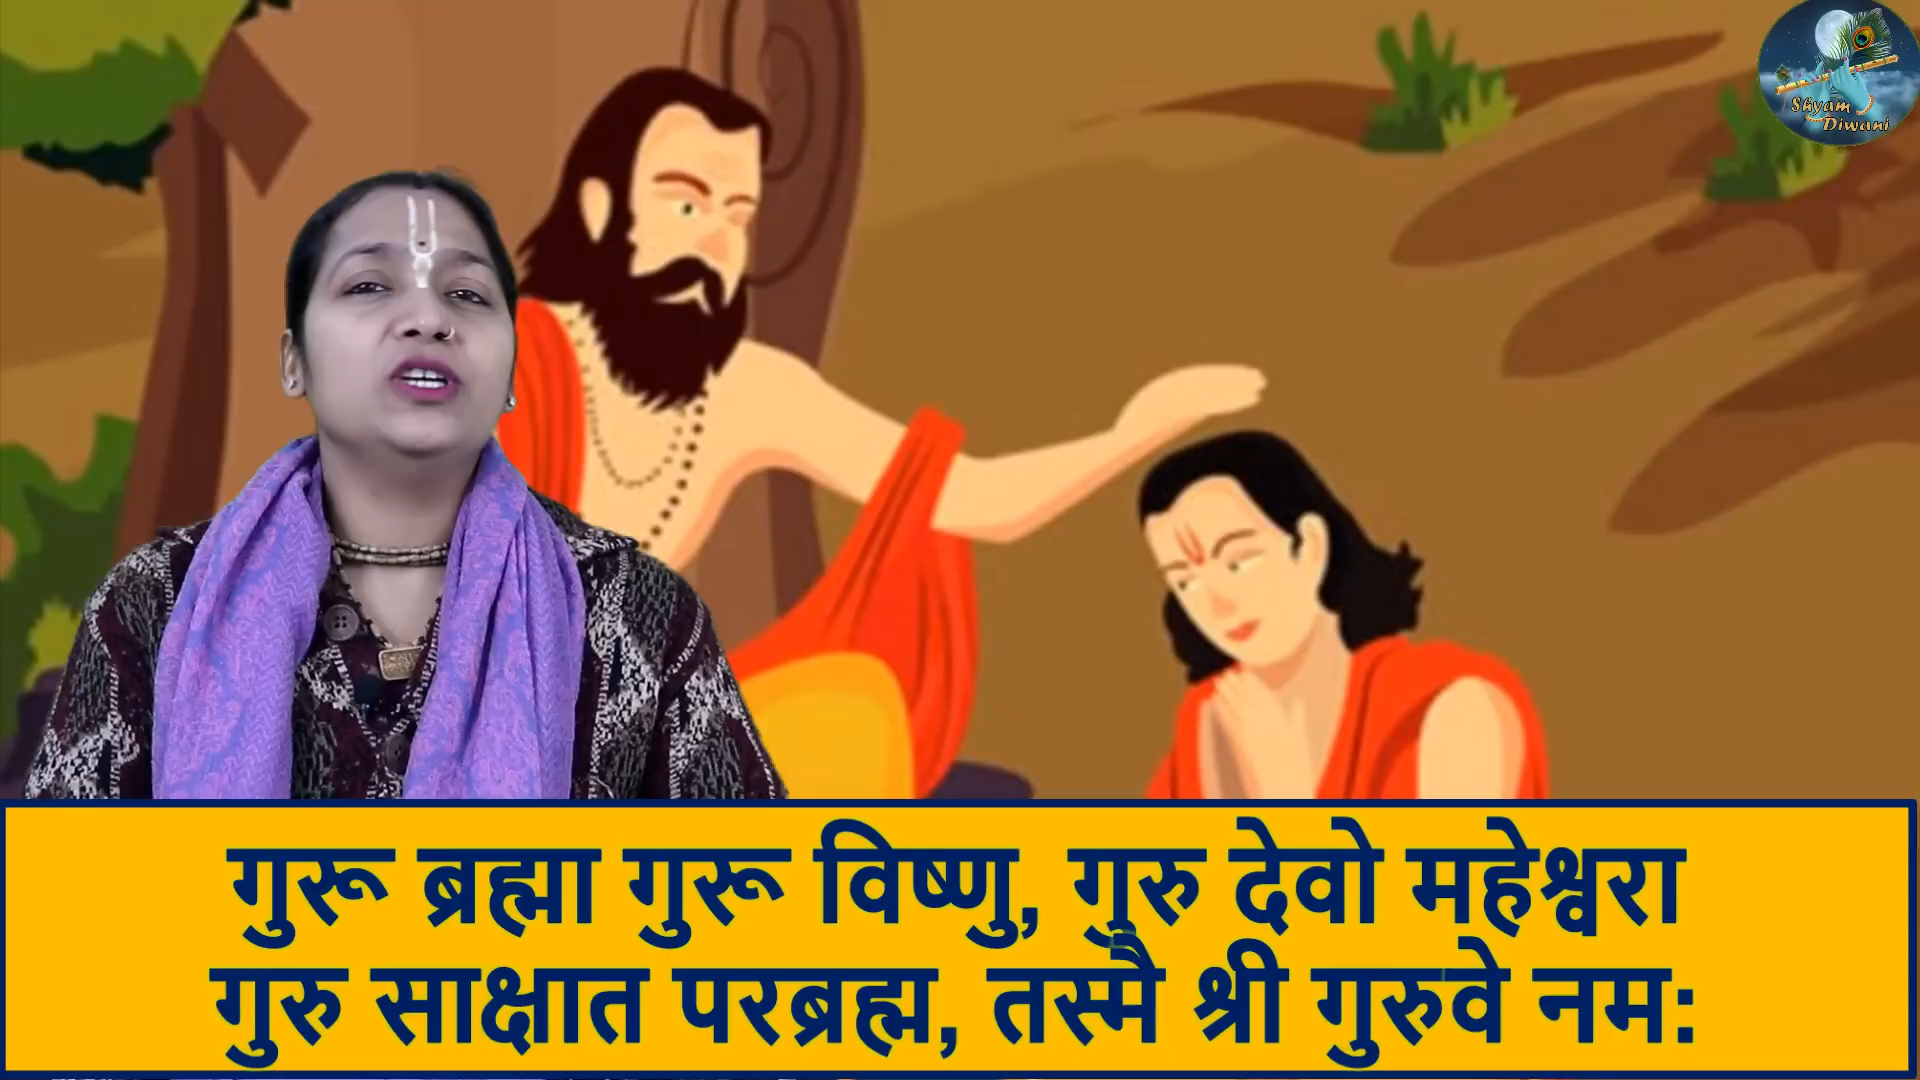 Shyam
Diwani
गुरू ब्रह्मा गुरू विष्णु, गुरु देवो महेश्वरा
गुरु साक्षात परब्रह्म, तस्मै श्री गुरुवे नम: